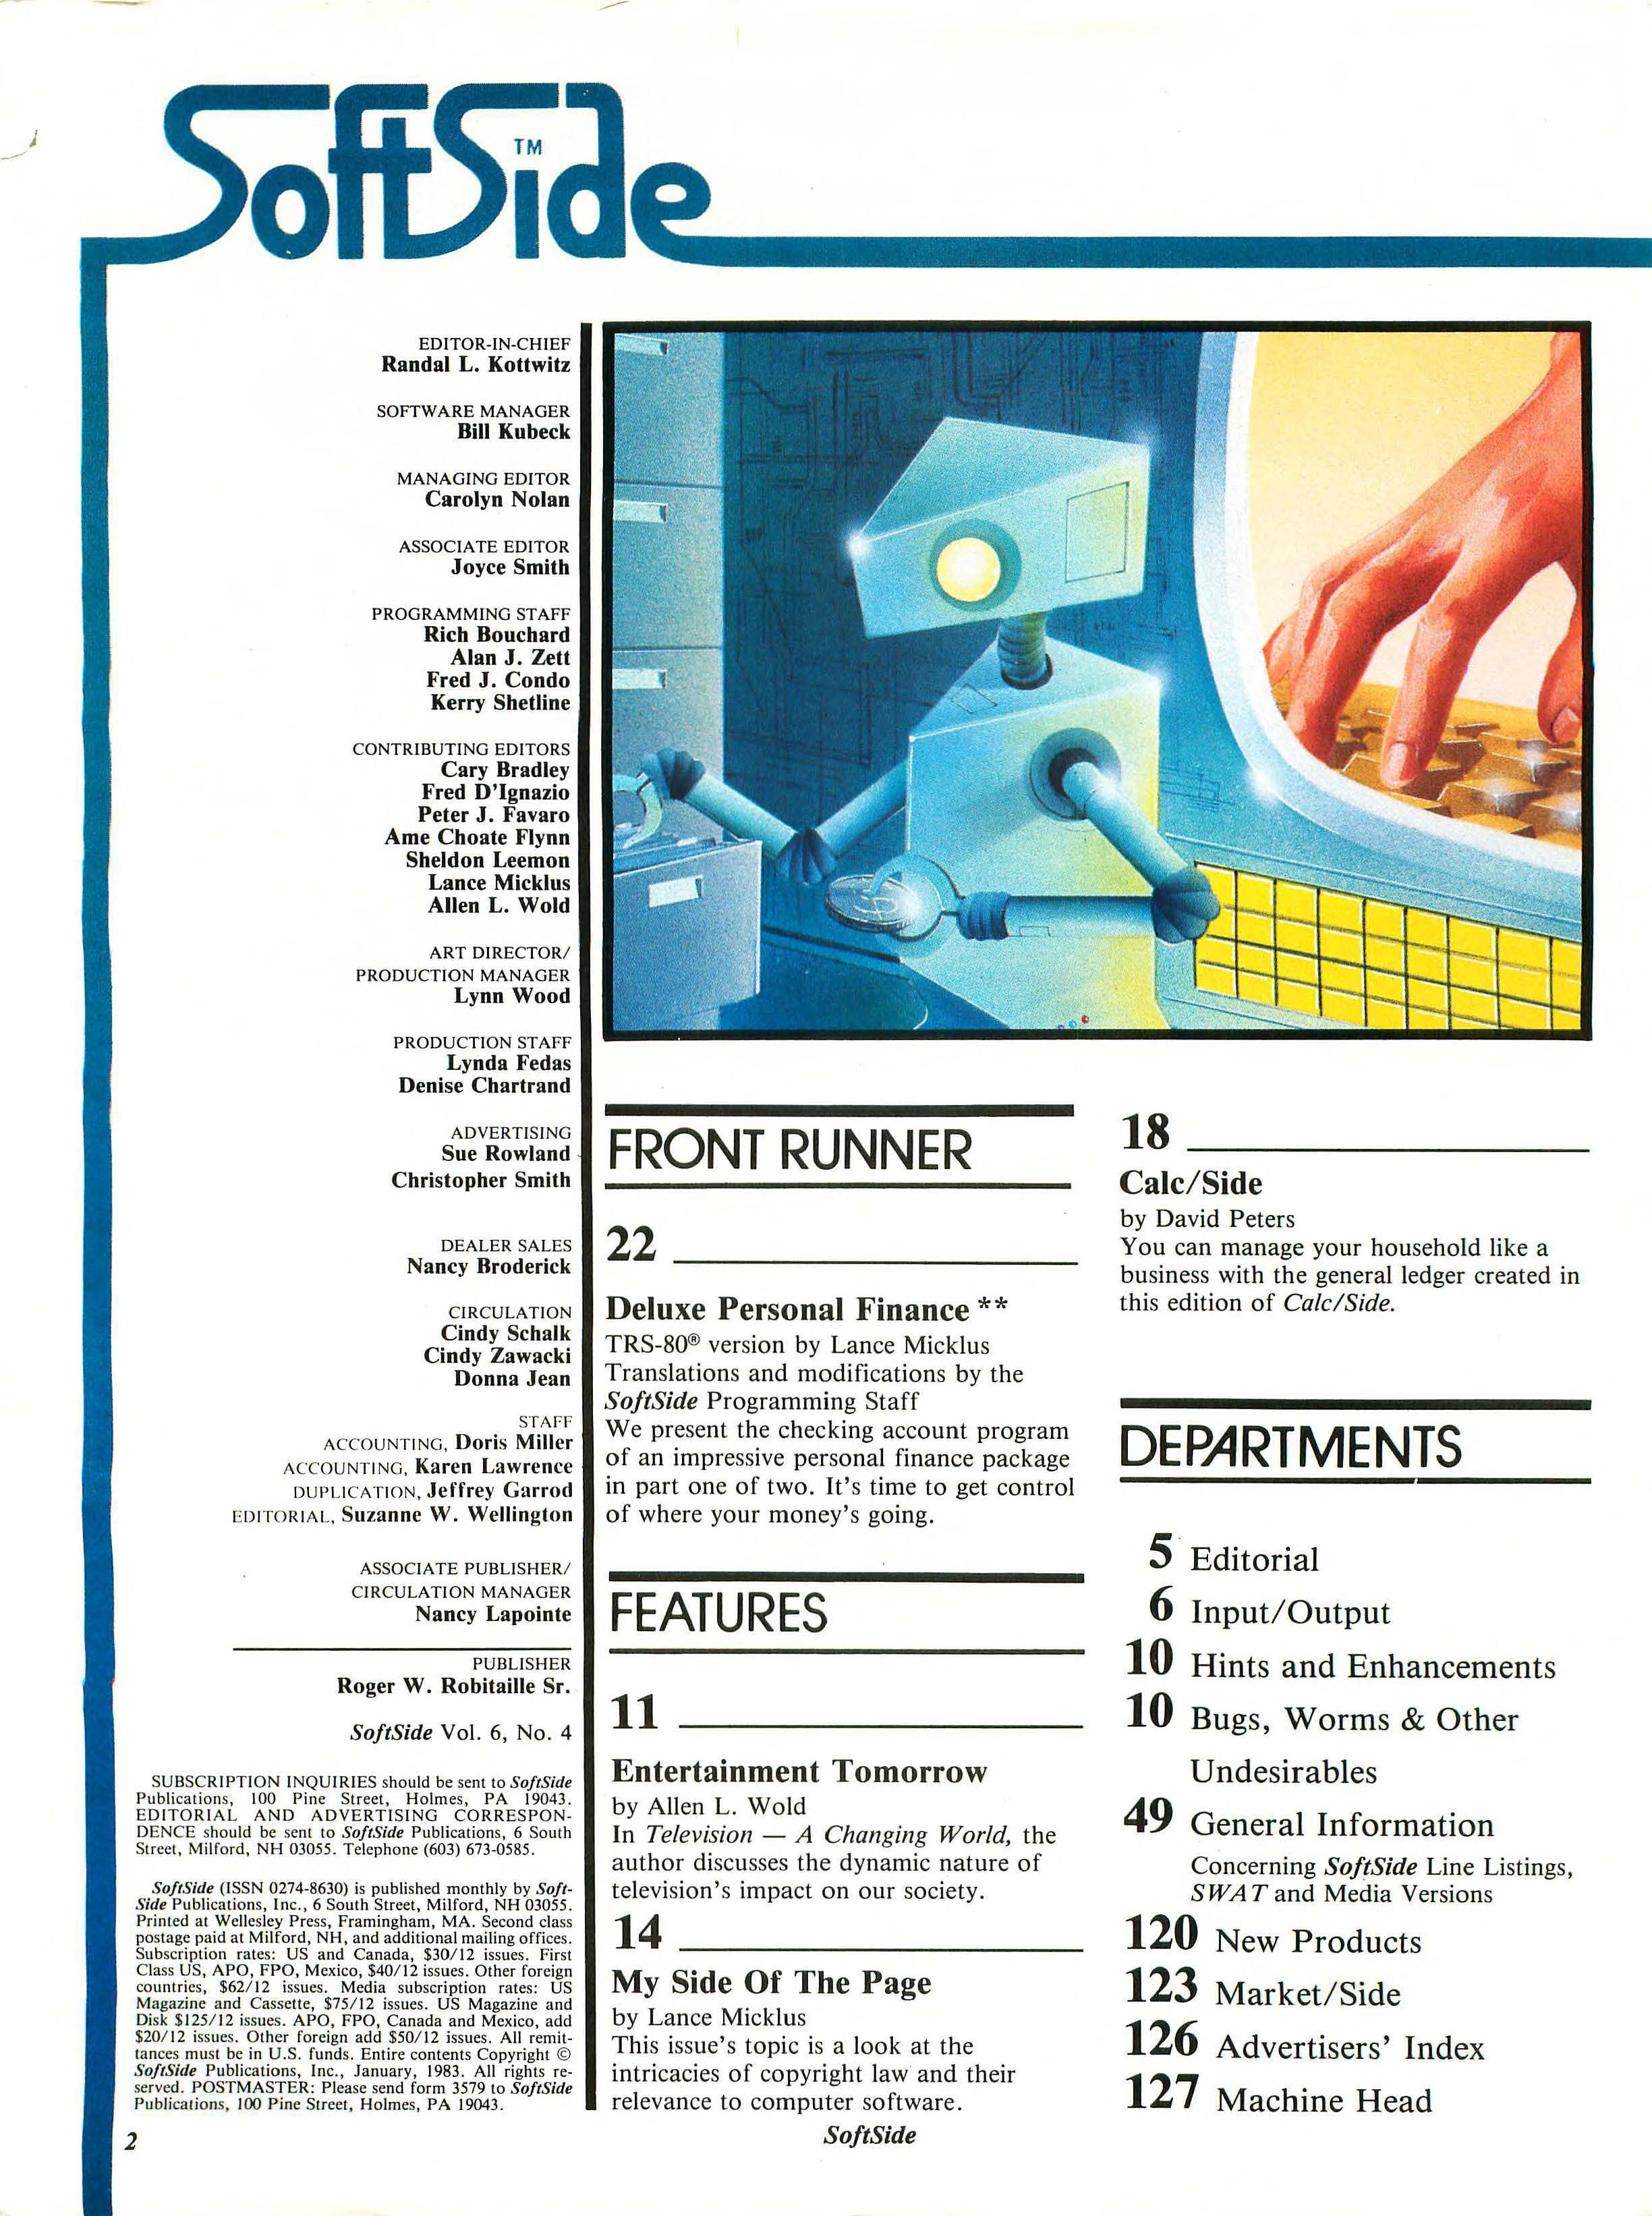 SoftSide
TM
EDITOR-IN-CHIEF
Randal L. Kottwitz
SOFTWARE MANAGER
Bill Kubeck
MANAGING EDITOR
Carolyn Nolan
ASSOCIATE EDITOR
Joyce Smith
PROGRAMMING STAFF
Rich Bouchard
Alan J. Zett
Fred J. Condo
Kerry Shetline
CONTRIBUTING EDITORS
Cary Bradley
Fred D'Ignazio
Peter J. Favaro
Ame Choate Flynn
Sheldon Leemon
Lance Micklus
Allen L. Wold
ART DIRECTOR/
PRODUCTION MANAGER
Lynn Wood
PRODUCTION STAFF
Lynda Fedas
Denise Chartrand
ADVERTISING
Sue Rowland
Christopher Smith
DEALER SALES
Nancy Broderick
CIRCULATION
Cindy Schalk
Cindy Zawacki
Donna Jean
STAFF
ACCOUNTING, Doris Miller
ACCOUNTING, Karen Lawrence
DUPLICATION, Jeffrey Garrod
EDITORIAL, Suzanne W. Wellington
ASSOCIATE PUBLISHER/
CIRCULATION MANAGER
Nancy Lapointe
PUBLISHER
Roger W. Robitaille Sr.
SoftSide Vol. 6, No. 4
SUBSCRIPTION INQUIRIES should be sent to SoftSide
Publications, 100 Pine Street, Holmes, PA 19043.
EDITORIAL AND ADVERTISING CORRESPON-
DENCE should be sent to SoftSide Publications, 6 South
Street, Milford, NH 03055. Telephone (603) 673-0585.
SoftSide (ISSN 0274-8630) is published monthly by Soft-
Side Publications, Inc., 6 South Street, Milford, NH 03055.
Printed at Wellesley Press, Framingham, MA. Second class
postage paid at Milford, NH, and additional mailing offices.
Subscription rates: US and Canada, $30/12 issues. First
Class US, APO, FPO, Mexico, $40/12 issues. Other foreign
countries, $62/12 issues. Media subscription rates: US
Magazine and Cassette, $75/12 issues. US Magazine and
Disk $125/12 issues. APO, FPO, Canada and Mexico, add
$20/12 issues. Other foreign add $50/12 issues. All remit-
tances must be in U.S. funds. Entire contents Copyright ©
SoftSide Publications, Inc., January, 1983. All rights re-
served. POSTMASTER: Please send form 3579 to SoftSide
Publications, 100 Pine Street, Holmes, PA 19043.
FRONT RUNNER
22
Deluxe Personal Finance **
TRS-80® version by Lance Micklus
Translations and modifications by the
SoftSide Programming Staff
We present the checking account program
of an impressive personal finance package
in part one of two. It's time to get control
of where your money's going.
FEATURES
11
Entertainment Tomorrow
by Allen L. Wold
In Television — A Changing World, the
author discusses the dynamic nature of
television's impact on our society.
14
My Side Of The Page
by Lance Micklus
This issue's topic is a look at the
intricacies of copyright law and their
relevance to computer software.
18
Calc/Side
by David Peters
You can manage your household like a
business with the general ledger created in
this edition of Calc/Side.
DEPARTMENTS
5 Editorial
6 Input/Output
10 Hints and Enhancements
10 Bugs, Worms & Other
Undesirables
49 General Information
Concerning SoftSide Line Listings,
SWAT and Media Versions
120 New Products
123 Market/Side
126 Advertisers' Index
127 Machine Head
2
SoftSide